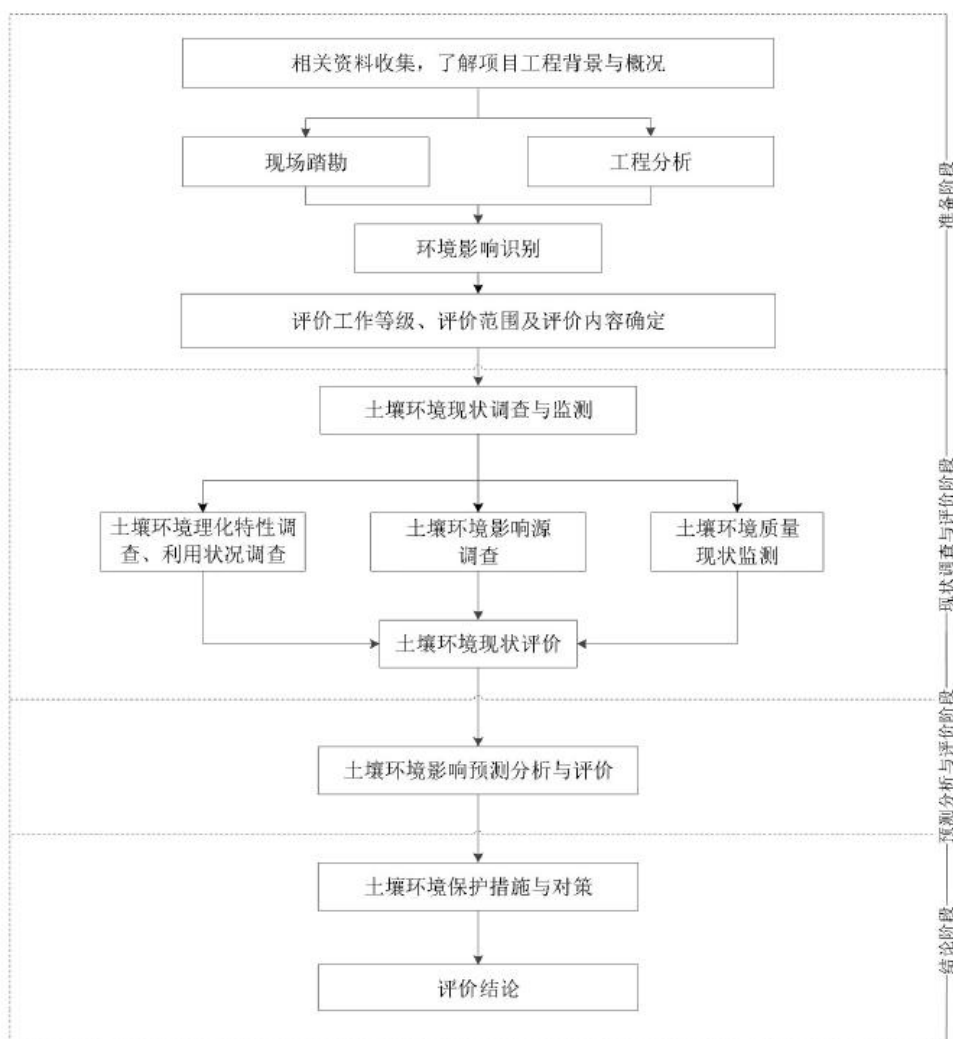 相关资料收集，了解项目工程背景与概况
现场踏勘
工程分析
环境影响识别
评价工作等级、评价范围及评价内容确定
准备阶段
土壤环境现状调查与监测
土壤环境理化特性调
查、利用状况调查
土壤环境影响源
调查
土壤环境质量
现状监测
土壤环境现状评价
现状调查与评价阶段
土壤环境影响预测分析与评价
预测分析与评价阶段
土壤环境保护措施与对策
评价结论
结论阶段